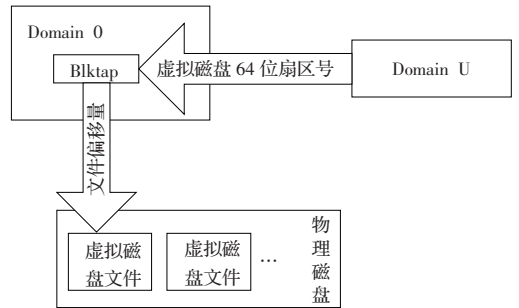 Domain 0
Blktap
虚拟磁盘 64 位扇区号
Domain U
文件偏移量
虚拟磁
盘文件
虚拟磁
盘文件
...
物
理
磁
盘